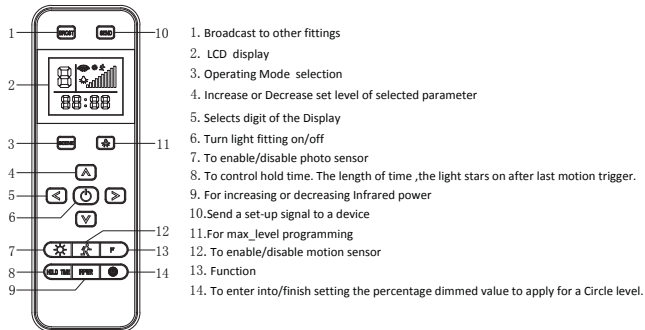 BRCST
SEND
1
10
2
8
88:88
3
11
4
5
6
12
7
F
13
HOLD TIME
8
14
9
1. Broadcast to other fittings
2. LCD display
3. Operating Mode selection
4. Increase or Decrease set level of selected parameter
5. Selects digit of the Display
6. Turn light fitting on/off
7. To enable/disable photo sensor
8. To control hold time. The length of time ,the light stars on after last motion trigger.
9. For increasing or decreasing Infrared power
10.Send a set-up signal to a device
11.For max_level programming
12. To enable/disable motion sensor
13. Function
14. To enter into/finish setting the percentage dimmed value to apply for a Circle level.